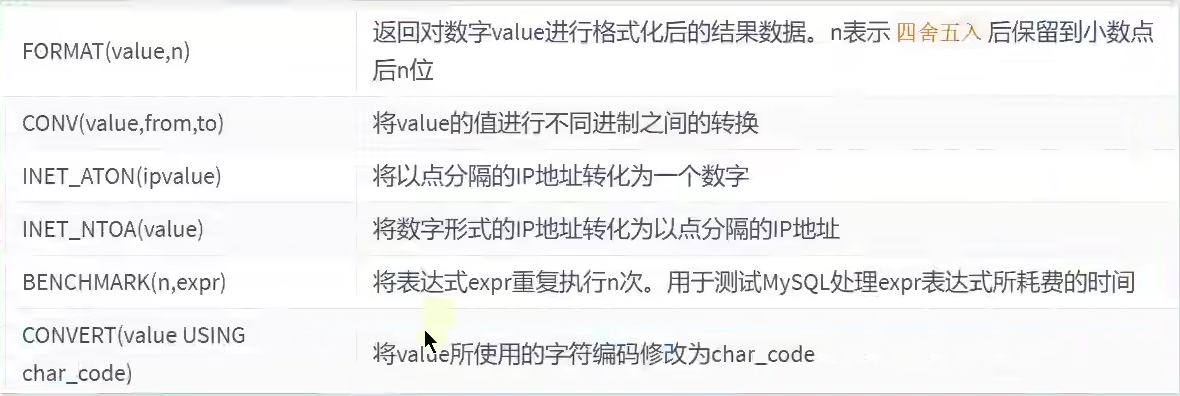 FORMAT(value,n)
返回对数字value进行格式化后的结果数据。n表示 四舍五入 后保留到小数点
后n位
CONV(value,from,to)
将value的值进行不同进制之间的转换
INET_ATON(ipvalue)
将以点分隔的IP地址转化为一个数字
INET_NTOA(value)
将数字形式的IP地址转化为以点分隔的IP地址
BENCHMARK(n,expr)
将表达式expr重复执行n次。用于测试MySQL处理expr表达式所耗费的时间
CONVERT(value USING
char_code)
将value所使用的字符编码修改为char_code